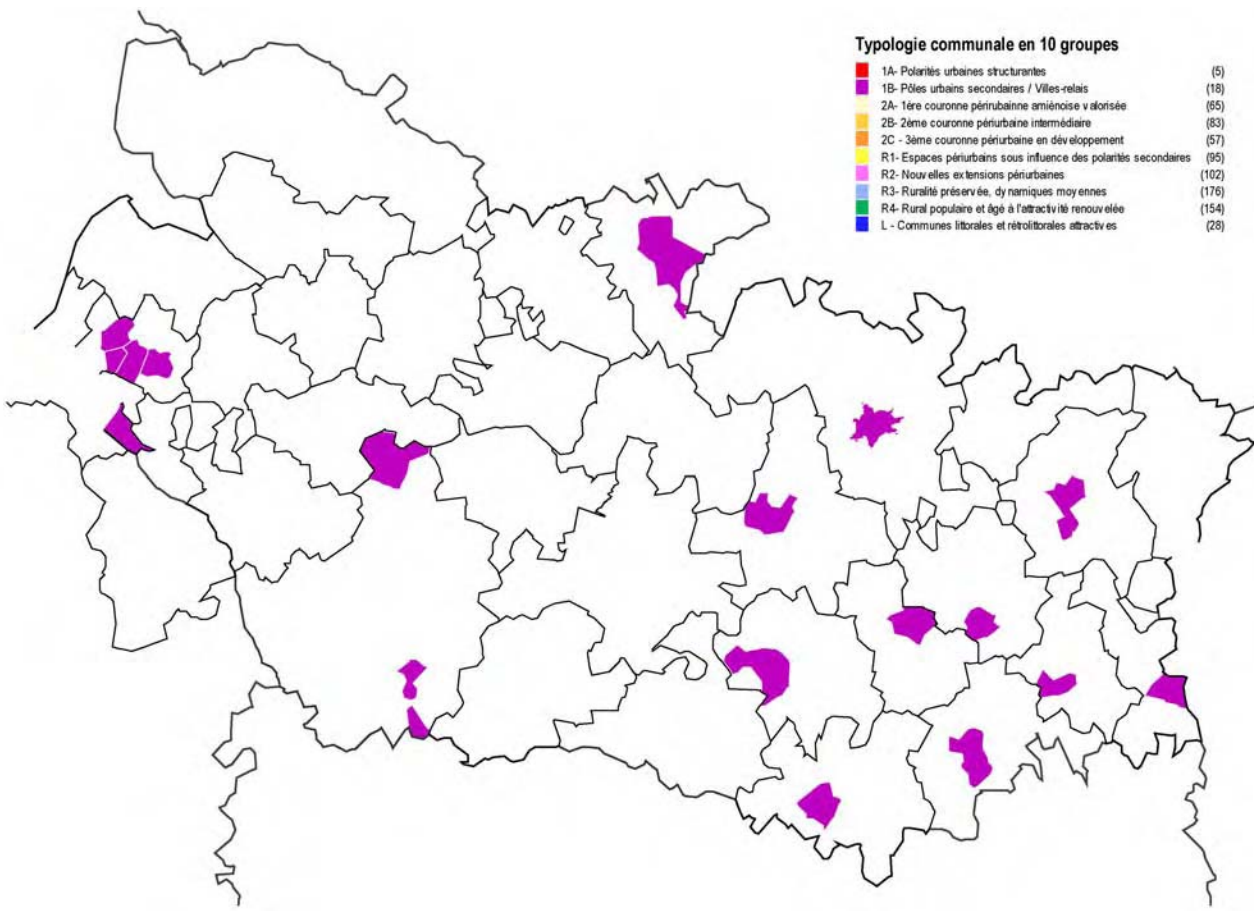 Typologie communale en 10 groupes
1A- Polarités urbaines structurantes (5)
1B- Pôles urbains secondaires / Villes-relais (18)
2A- 1ère couronne périrubainne amiènoise valorisée (65)
2B- 2ème couronne périurbaine intermédiaire (83)
2C - 3ème couronne périurbaine en développement (57)
R1- Espaces périurbains sous influence des polarités secondaires (95)
R2- Nouvelles extensions périurbaines (102)
R3- Ruralité préservée, dynamiques moyennes (176)
R4- Rural populaire et âgé à l'attractivité renouvelée (154)
L - Communes littorales et rétrolittorales attractives (28)